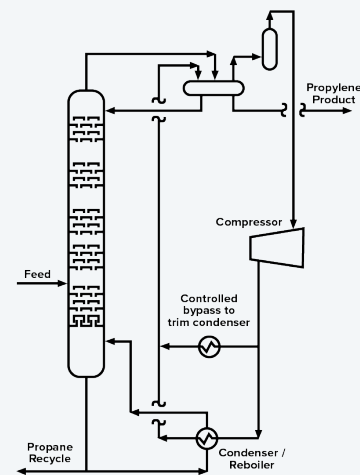 Propylene
Product
Compressor
Feed
Controlled
bypass to
trim condenser
Propane
Recycle
Condenser /
Reboiler